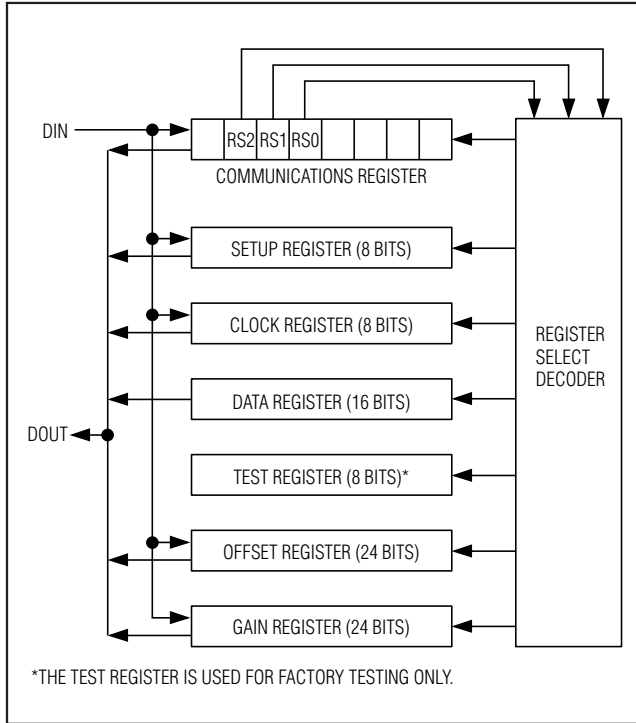 DIN
RS2 RS1 RS0
COMMUNICATIONS REGISTER
SETUP REGISTER (8 BITS)
CLOCK REGISTER (8 BITS)
REGISTER
SELECT
DECODER
DATA REGISTER (16 BITS)
DOUT
TEST REGISTER (8 BITS)*
OFFSET REGISTER (24 BITS)
GAIN REGISTER (24 BITS)
*THE TEST REGISTER IS USED FOR FACTORY TESTING ONLY.